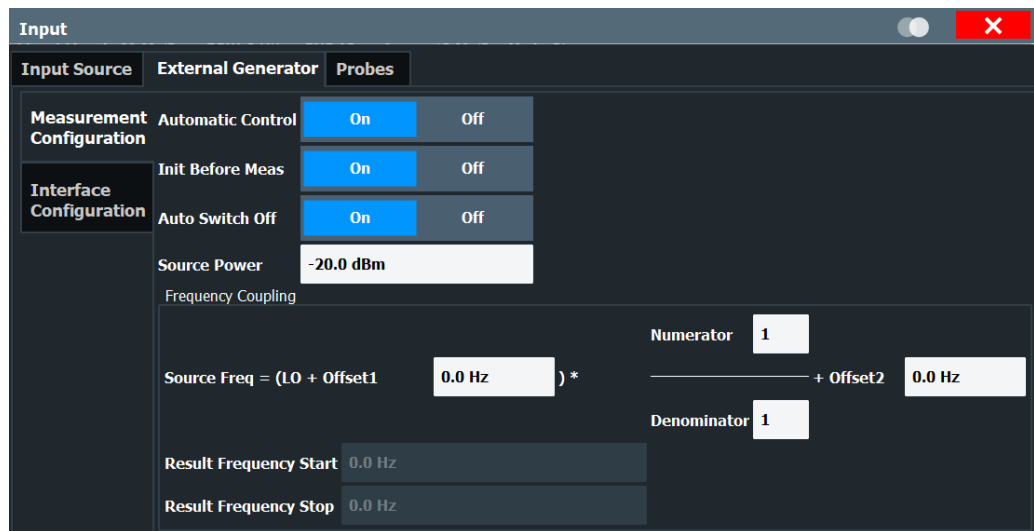 Input
Input Source External Generator Probes
Measurement Configuration
Interface Configuration
Automatic Control On Off
Init Before Meas On Off
Auto Switch Off On Off
Source Power -20.0 dBm
Frequency Coupling
Numerator 1
Source Freq = (LO + Offset1 0.0 Hz ) * + Offset2 0.0 Hz
Denominator 1
Result Frequency Start 0.0 Hz
Result Frequency Stop 0.0 Hz